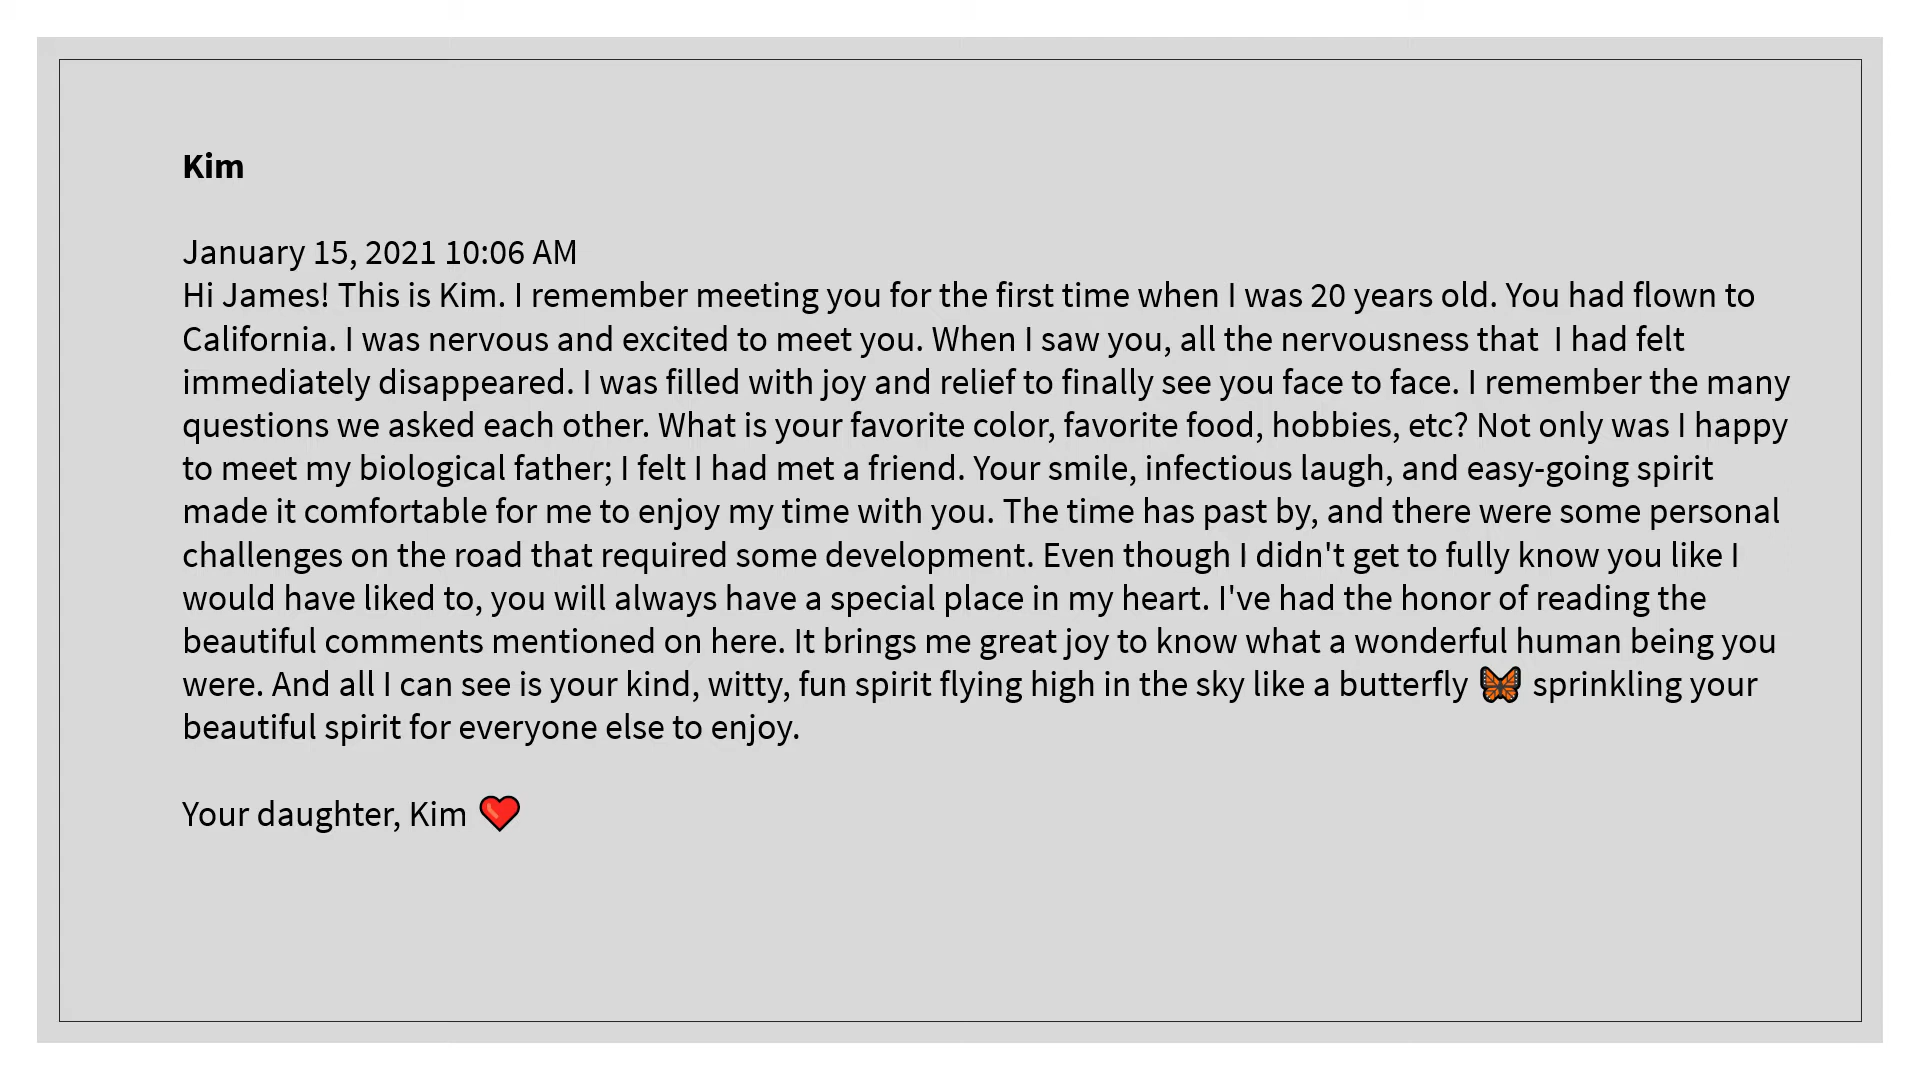 Kim
January 15, 2021 10:06 AM
Hi James! This is Kim. I remember meeting you for the first time when I was 20 years old. You had flown to
California. I was nervous and excited to meet you. When I saw you, all the nervousness that  I had felt
immediately disappeared. I was filled with joy and relief to finally see you face to face. I remember the many
questions we asked each other. What is your favorite color, favorite food, hobbies, etc? Not only was I happy
to meet my biological father; I felt I had met a friend. Your smile, infectious laugh, and easy-going spirit
made it comfortable for me to enjoy my time with you. The time has past by, and there were some personal
challenges on the road that required some development. Even though I didn't get to fully know you like I
would have liked to, you will always have a special place in my heart. I've had the honor of reading the
beautiful comments mentioned on here. It brings me great joy to know what a wonderful human being you
were. And all I can see is your kind, witty, fun spirit flying high in the sky like a butterfly 🦋 sprinkling your
beautiful spirit for everyone else to enjoy.
Your daughter, Kim ❤️